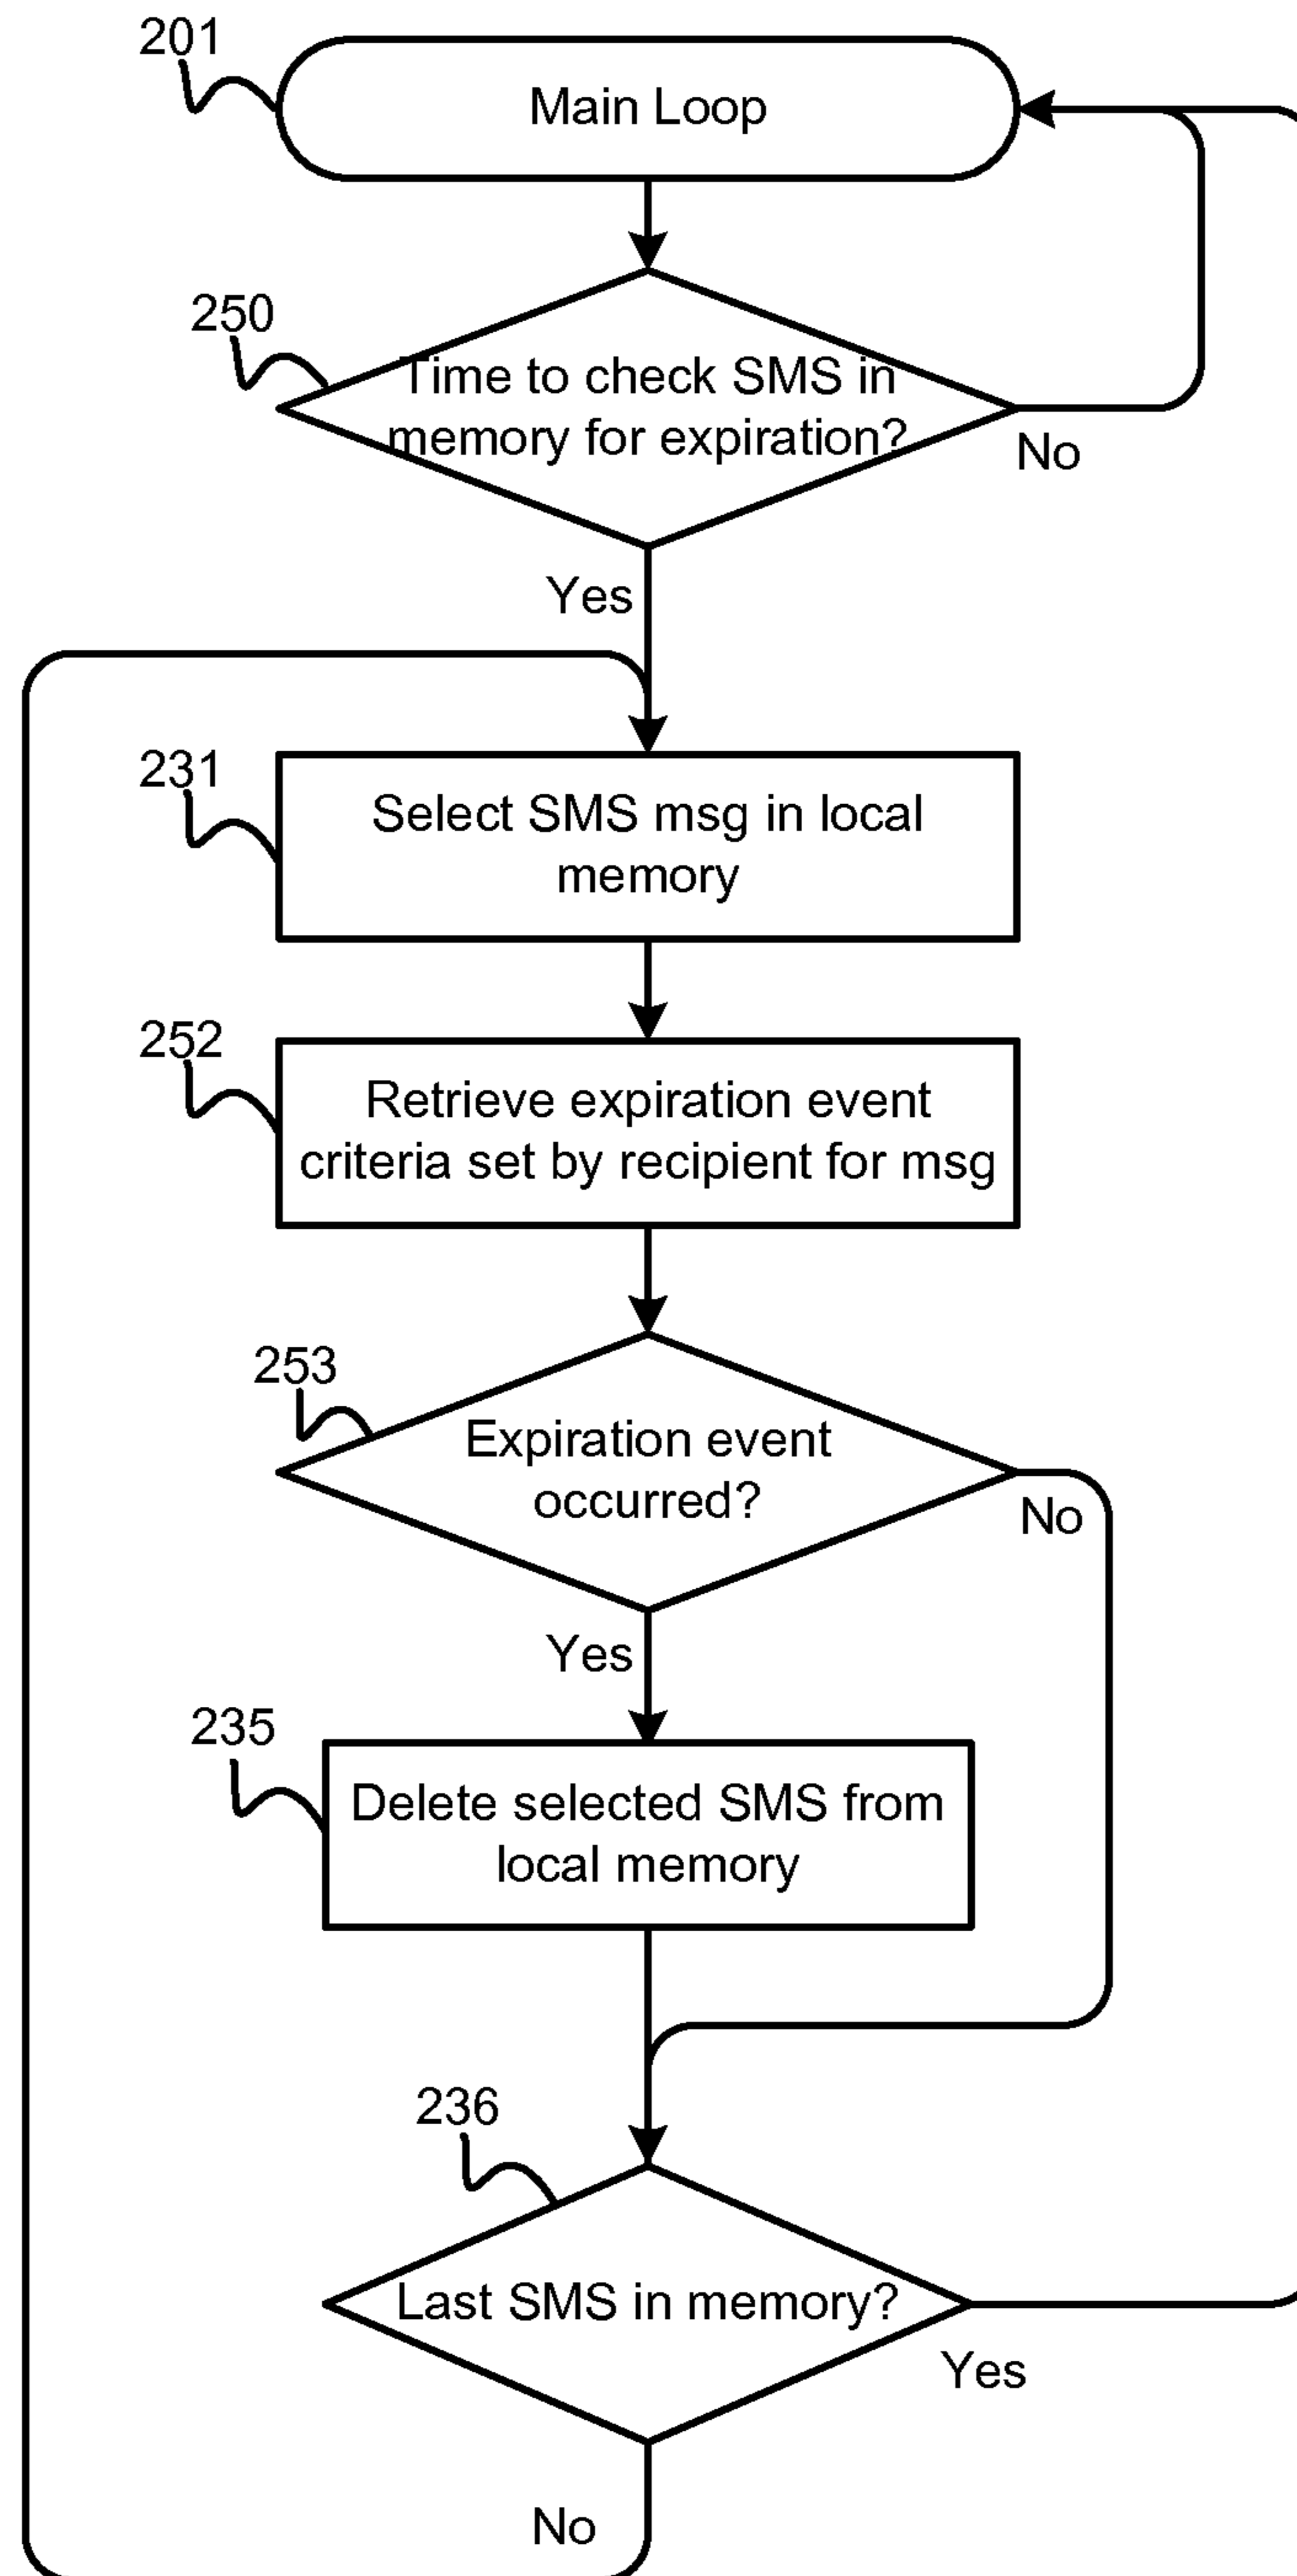 201
Main Loop
250
Time to check SMS in
memory for expiration?
No
Yes
231
Select SMS msg in local
memory
252
Retrieve expiration event
criteria set by recipient for msg
253
Expiration event
occurred?
No
Yes
235
Delete selected SMS from
local memory
236
Last SMS in memory?
Yes
No